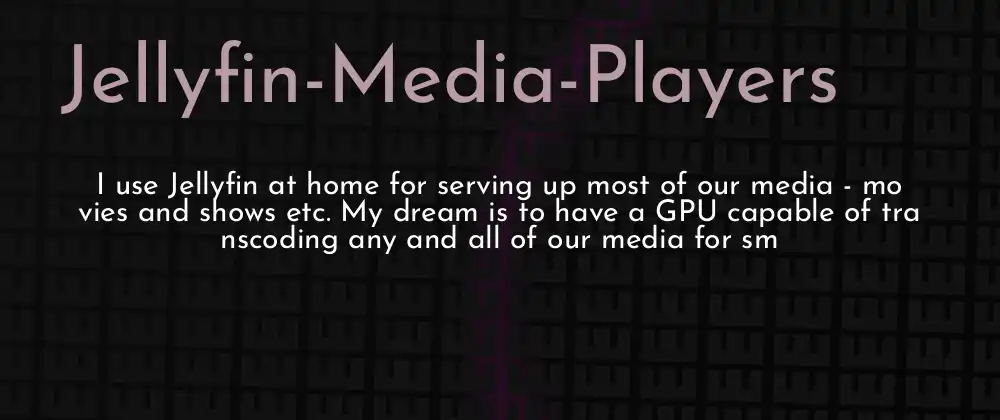 Jellyfin-Media-Players
I use Jellyfin at home for serving up most of our media - mo
vies and shows etc. My dream is to have a GPU capable of tra
nscoding any and all of our media for sm